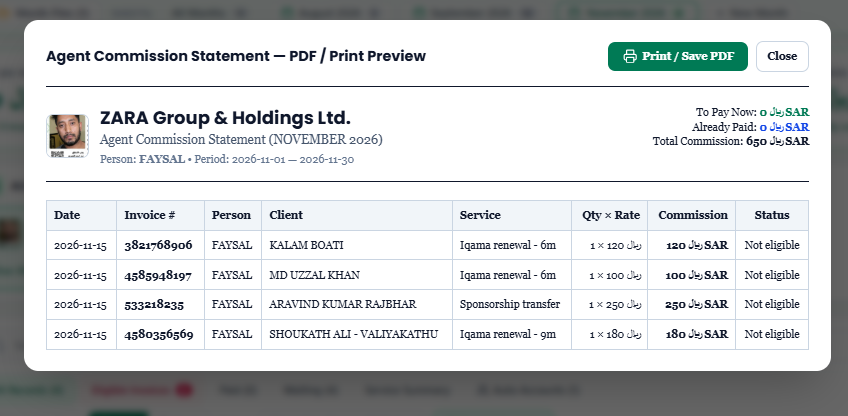 Agent Commission Statement — PDF / Print Preview
Print / Save PDF
Close
ZARA Group & Holdings Ltd.
Agent Commission Statement (NOVEMBER 2026)
Person: FAYSAL • Period: 2026-11-01 — 2026-11-30
To Pay Now: 0 ریال SAR
Already Paid: 0 ریال SAR
Total Commission: 650 ریال SAR
Date Invoice # Person Client Service Qty × Rate Commission Status
2026-11-15 3821768906 FAYSAL KALAM BOATI Iqama renewal - 6m 1 × 120 ریال 120 ریال SAR Not eligible
2026-11-15 4585948197 FAYSAL MD UZZAL KHAN Iqama renewal - 6m 1 × 100 ریال 100 ریال SAR Not eligible
2026-11-15 533218235 FAYSAL ARAVIND KUMAR RAJBHAR Sponsorship transfer 1 × 250 ریال 250 ریال SAR Not eligible
2026-11-15 4580356569 FAYSAL SHOUKATH ALI - VALIYAKATHU Iqama renewal - 9m 1 × 180 ریال 180 ریال SAR Not eligible